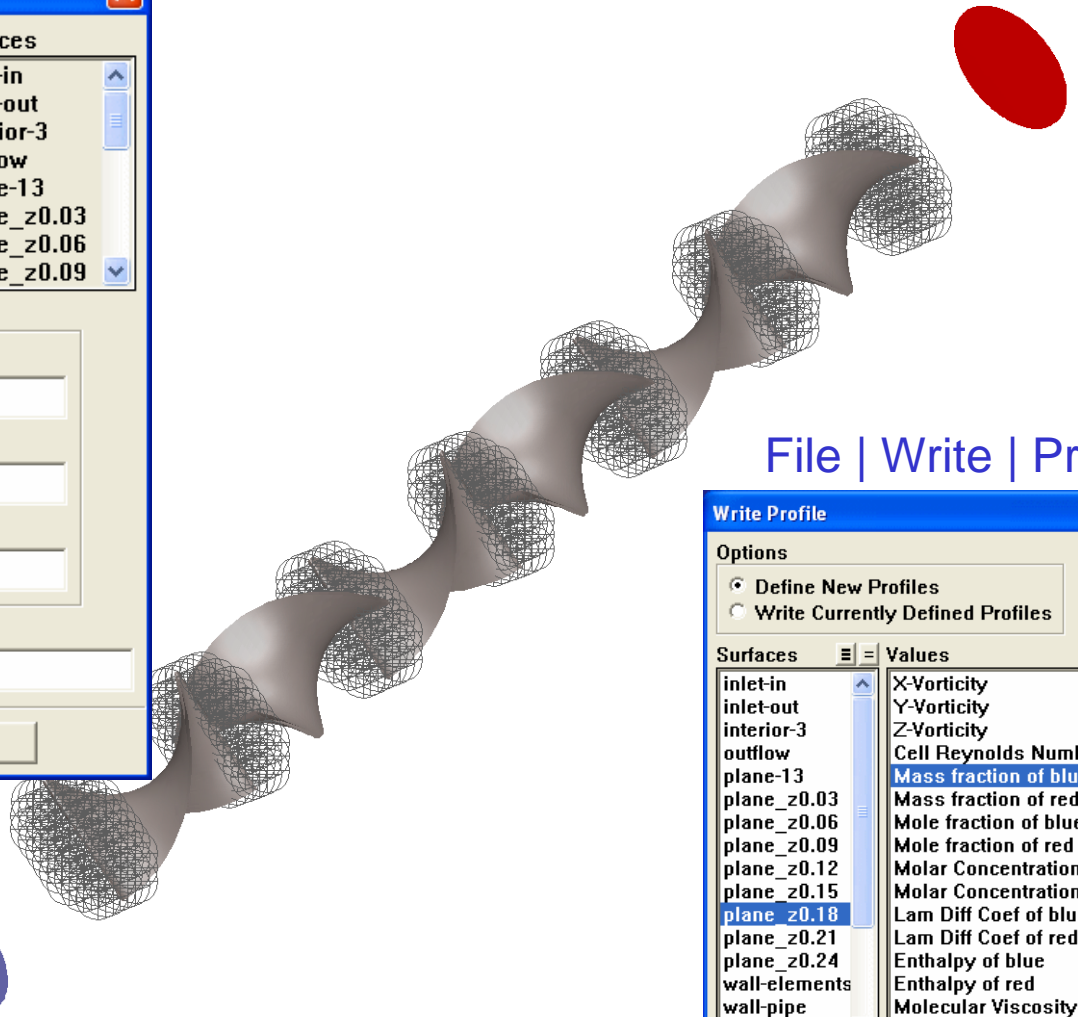 ces
-in
-out
ior-3
ow
e-13
e_z0.03
e_z0.06
e_z0.09
File | Write | Pr
Write Profile
Options
Define New Profiles
Write Currently Defined Profiles
Surfaces
inlet-in
inlet-out
interior-3
outflow
plane-13
plane_z0.03
plane_z0.06
plane_z0.09
plane_z0.12
plane_z0.15
plane_z0.18
plane_z0.21
plane_z0.24
wall-elements
wall-pipe
Values
X-Vorticity
Y-Vorticity
Z-Vorticity
Cell Reynolds Numb
Mass fraction of blu
Mass fraction of red
Mole fraction of blue
Mole fraction of red
Molar Concentration
Molar Concentration
Lam Diff Coef of blu
Lam Diff Coef of red
Enthalpy of blue
Enthalpy of red
Molecular Viscosity